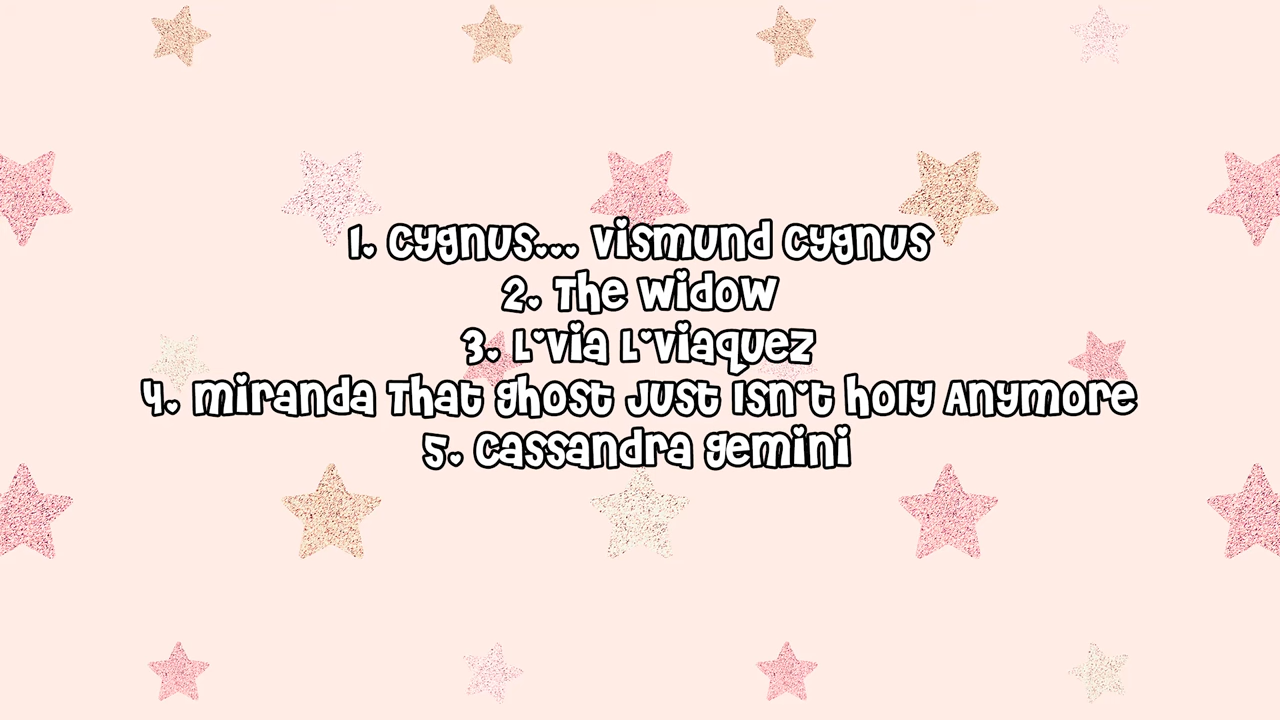 1. Cygnus... Vismund Cygnus
2. The Widow
3. L'Via L'Viaquez
4. Miranda That Ghost Just Isn't Holy Anymore
5. Cassandra Gemini